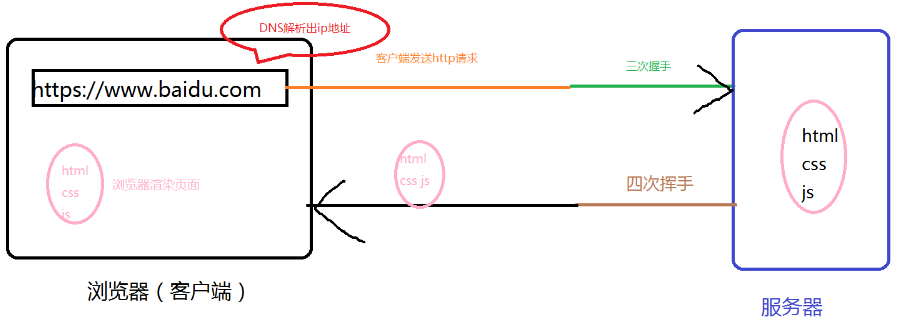 DNS解析出ip地址
客户端发送http请求
三次握手
https://www.baidu.com
html
css
js
浏览器渲染页面
html
css js
四次挥手
html
css
js
浏览器（客户端）
服务器